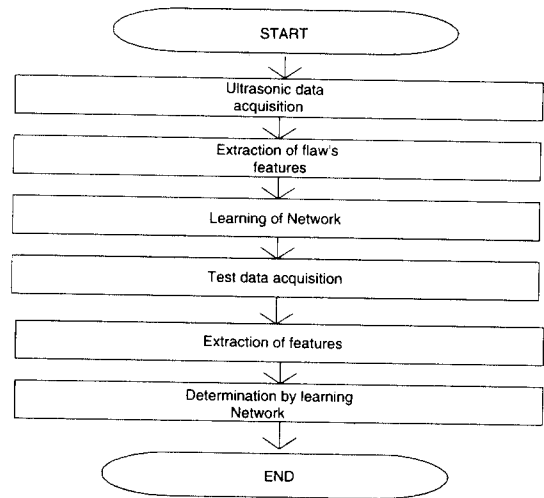 START
Ultrasonic data
acquisition
Extraction of flaw's
features
Learning of Network
Test data acquisition
Extraction of features
Determination by learning
Network
END